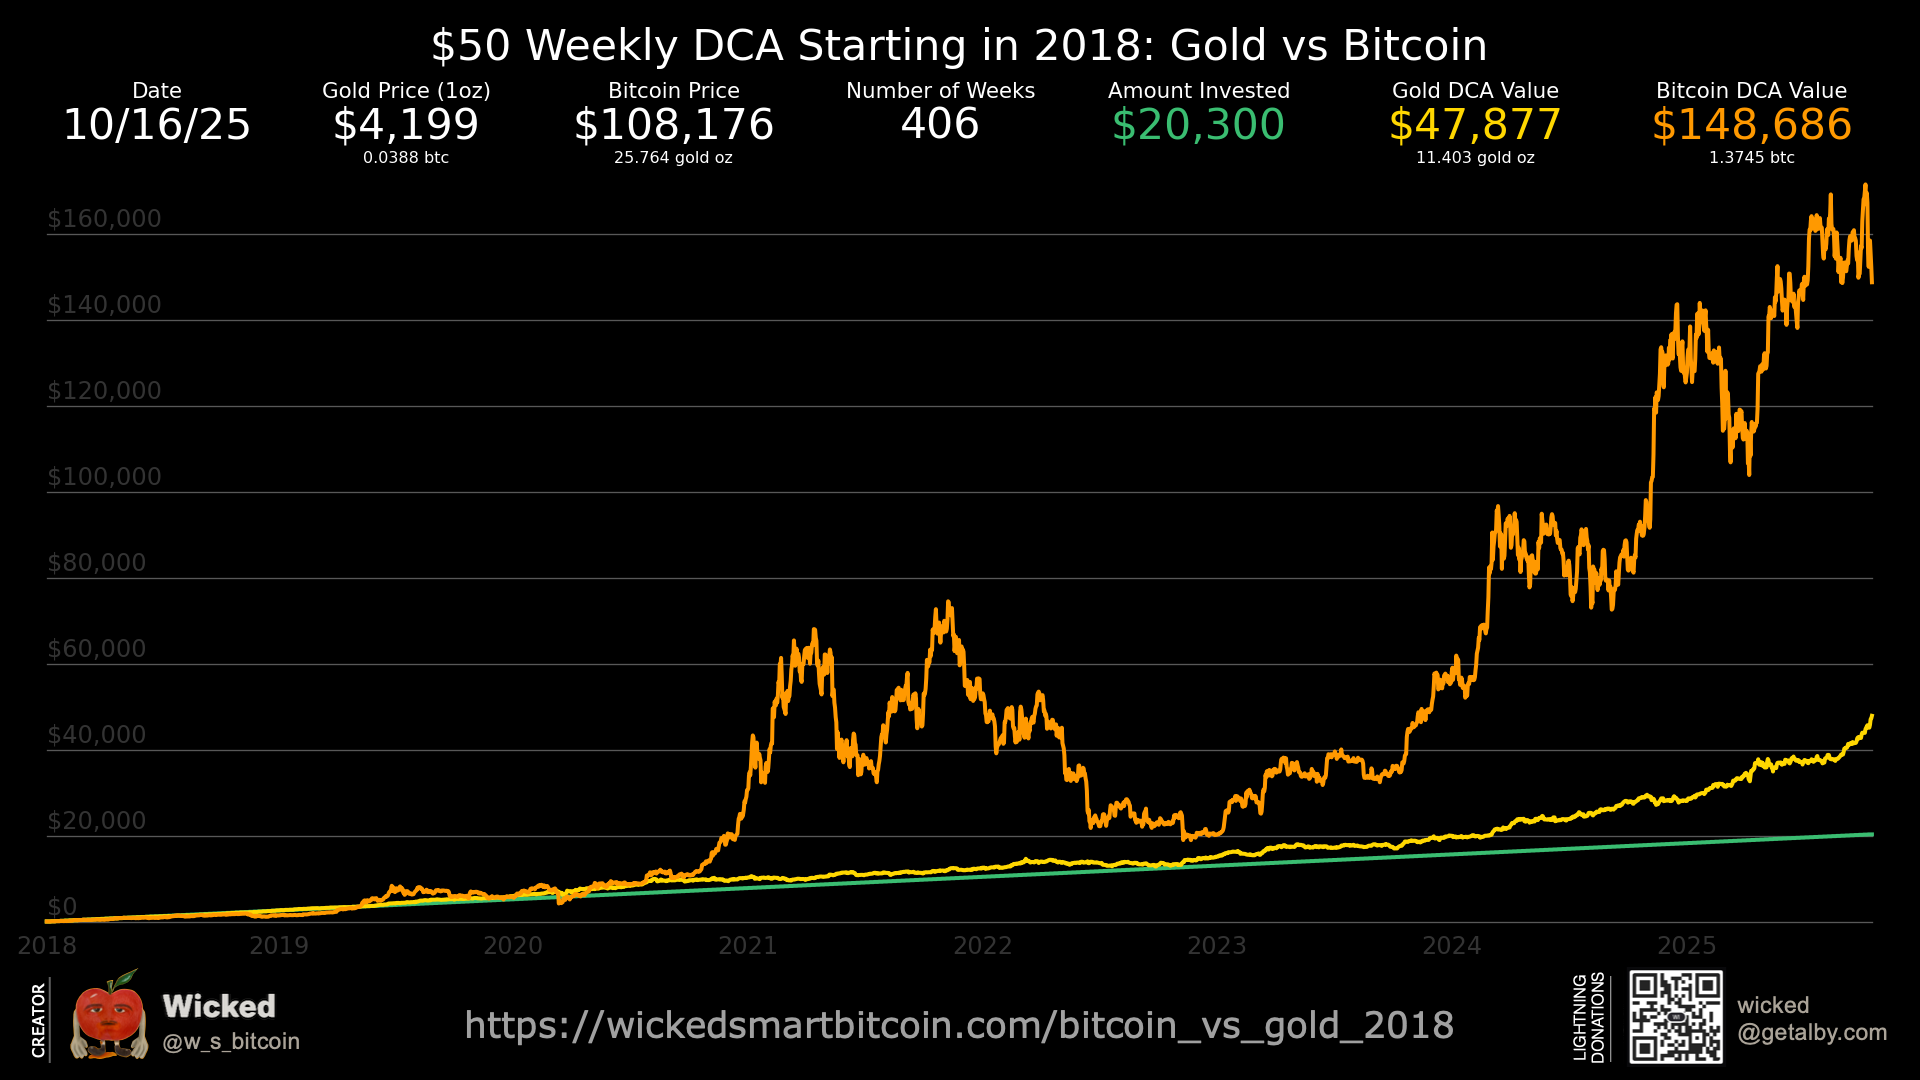 $50 Weekly DCA Starting in 2018: Gold vs Bitcoin
Date
10/16/25
Gold Price (1oz)
$4,199
0.0388 btc
Bitcoin Price
$108,176
25.764 gold oz
Number of Weeks
406
Amount Invested
$20,300
Gold DCA Value
$47,877
11.403 gold oz
Bitcoin DCA Value
$148,686
1.3745 btc
$160,000
$140,000
$120,000
$100,000
$80,000
$60,000
$40,000
$20,000
$0
2018 2019 2020 2021 2022 2023 2024 2025
CREATOR
Wicked
@w_s_bitcoin
https://wickedsmartbitcoin.com/bitcoin_vs_gold_2018
LIGHTNING
DONATIONS
wicked
@getalby.com